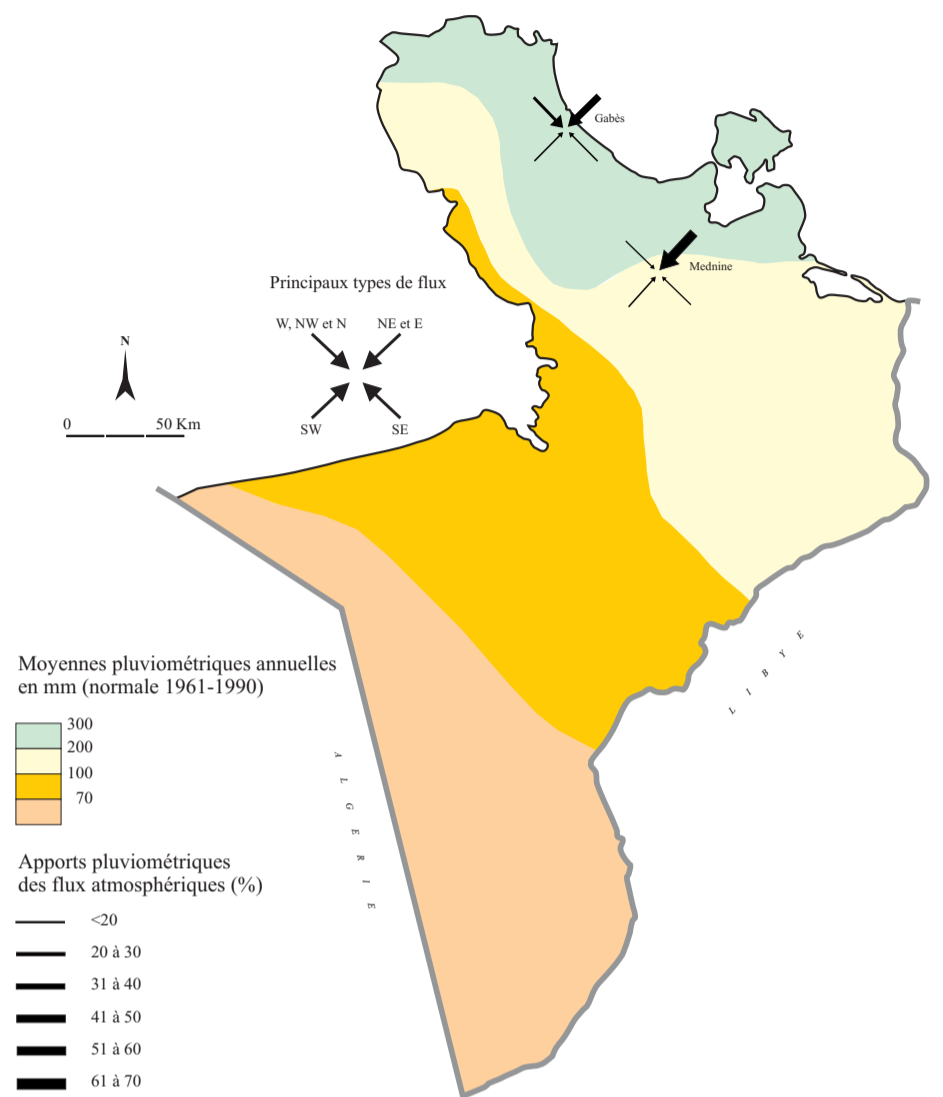 Gabès
Mednine
Principaux types de flux
W, NW et N
NE et E
SW
SE
N
0
50 Km
LIBYE
Moyennes pluviométriques annuelles
en mm (normale 1961-1990)
300
200
100
70
ALGERIE
Apports pluviométriques
des flux atmosphériques (%)
<20
20 à 30
31 à 40
41 à 50
51 à 60
61 à 70